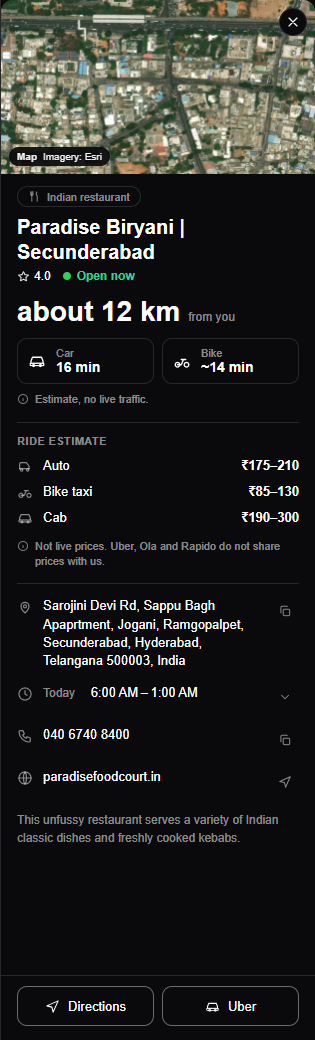 Map Imagery: Esri
Indian restaurant
Paradise Biryani |
Secunderabad
4.0 Open now
about 12 km from you
Car
16 min
Bike
~14 min
Estimate, no live traffic.
RIDE ESTIMATE
Auto ₹175–210
Bike taxi ₹85–130
Cab ₹190–300
Not live prices. Uber, Ola and Rapido do not share
prices with us.
Sarojini Devi Rd, Sappu Bagh
Apaprtment, Jogani, Ramgopalpet,
Secunderabad, Hyderabad,
Telangana 500003, India
Today 6:00 AM – 1:00 AM
040 6740 8400
paradisefoodcourt.in
This unfussy restaurant serves a variety of Indian
classic dishes and freshly cooked kebabs.
Directions
Uber